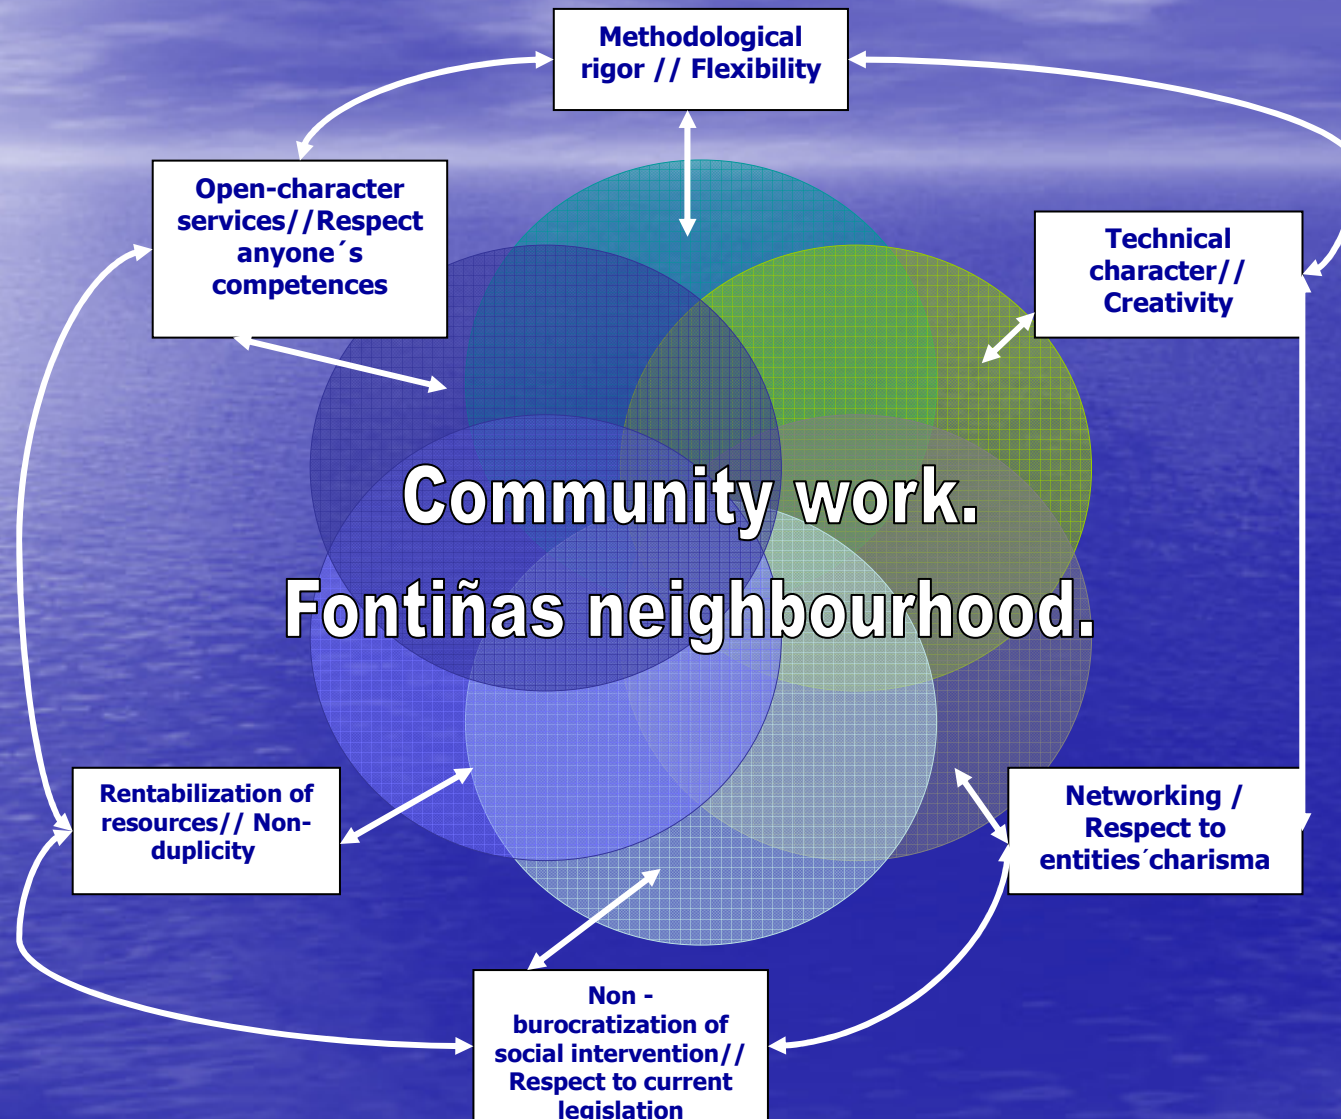 Methodological
rigor // Flexibility
Open-character
services//Respect
anyone´s
competences
Technical
character//
Creativity
Community work.
Fontiñas neighbourhood.
Rentabilization of
resources// Non-
duplicity
Networking /
Respect to
entities´charisma
Non -
burocratization of
social intervention//
Respect to current
legislation